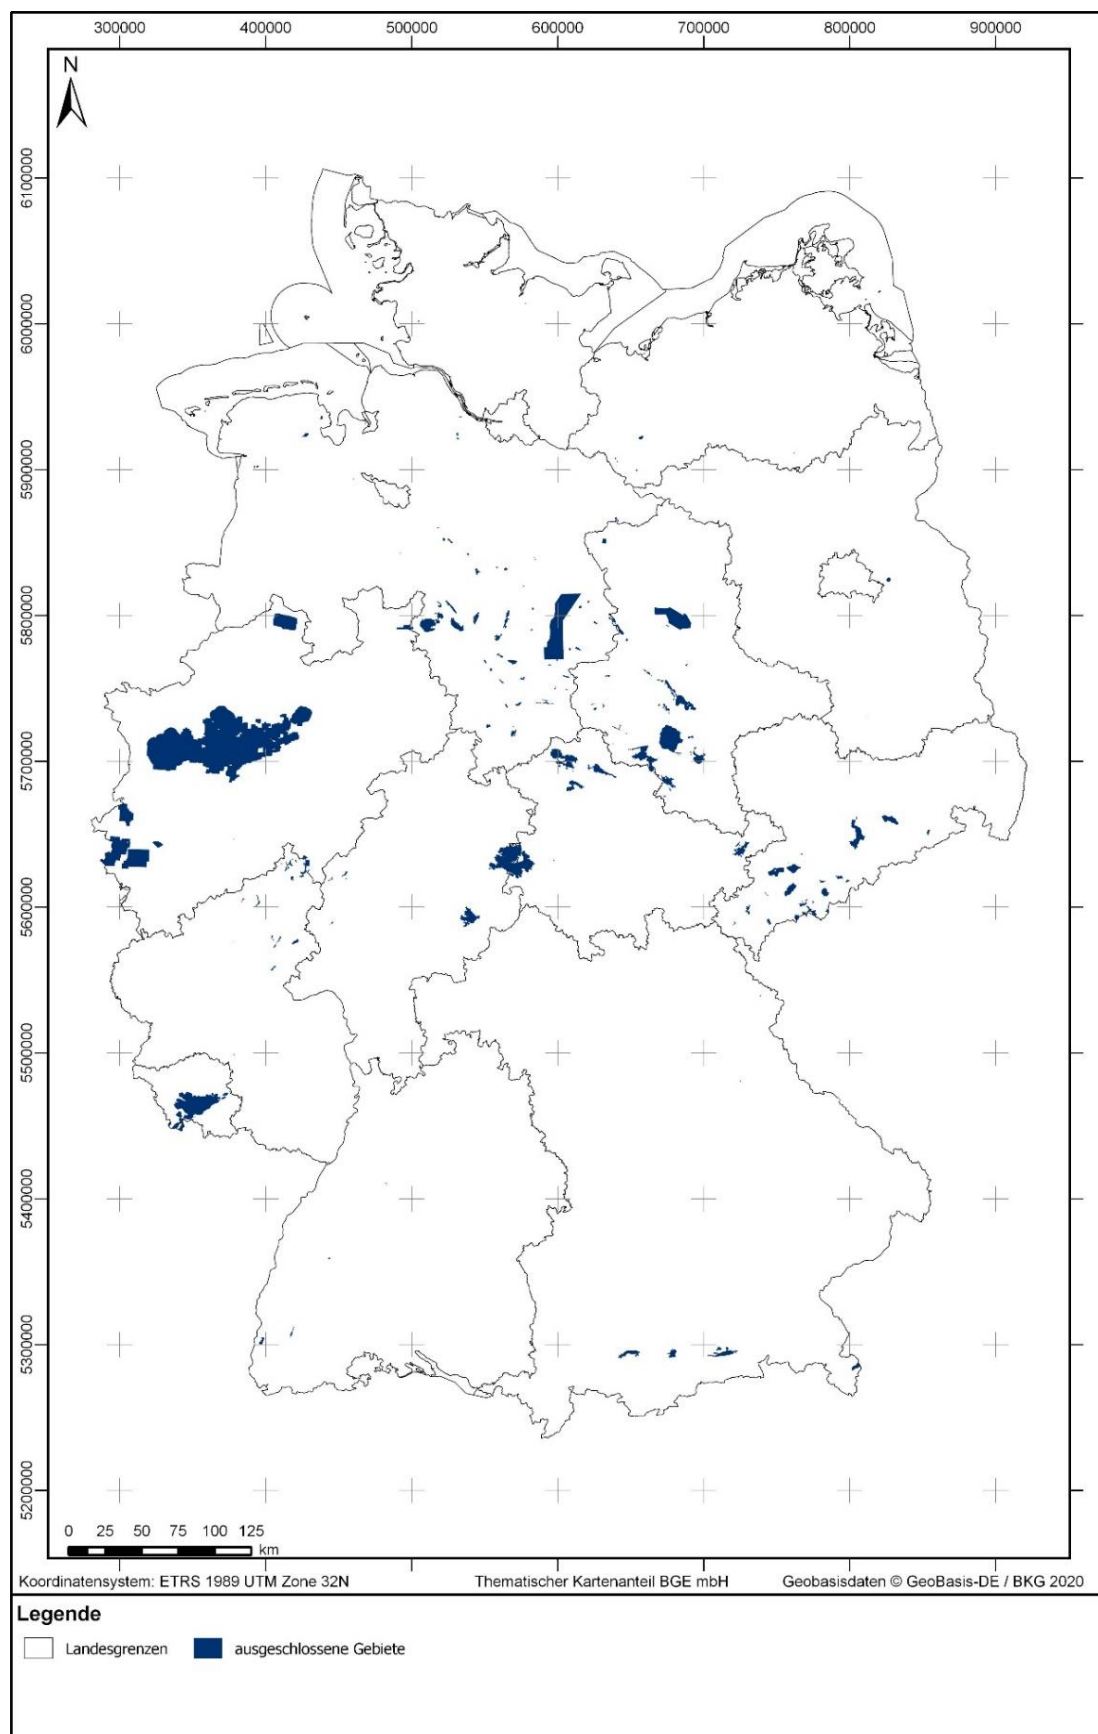 300000 400000 500000 600000 700000 800000 900000
N
6100000
6000000
5900000
5800000
5700000
5600000
5500000
5400000
5300000
5200000
0 25 50 75 100 125
km
Koordinatensystem: ETRS 1989 UTM Zone 32N Thematischer Kartenanteil BGE mbH Geobasisdaten © GeoBasis-DE / BKG 2020
Legende
Landesgrenzen ausgeschlossene Gebiete